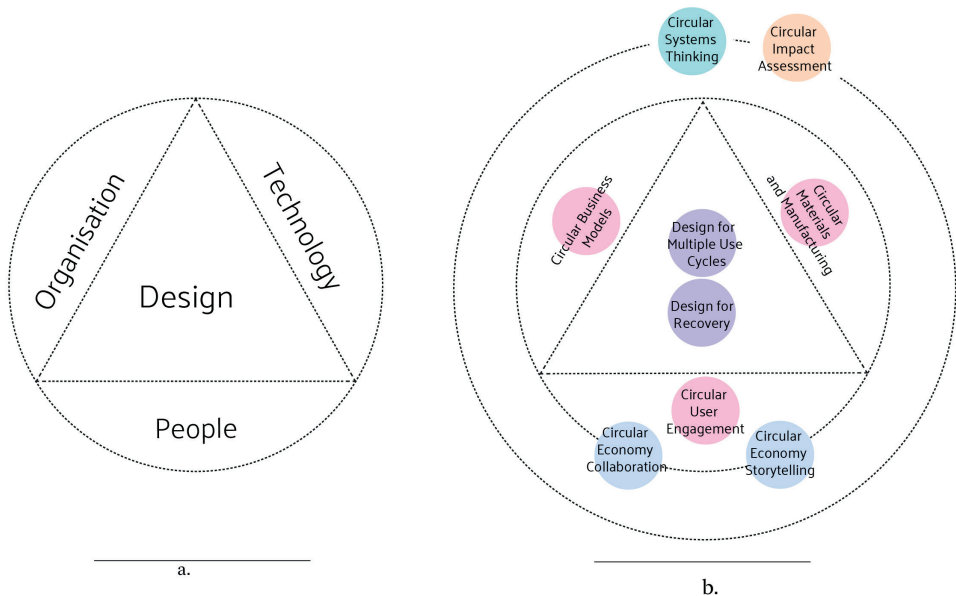 Organisation
Technology
Design
People
a.
Circular
Systems
Thinking
Circular
Impact
Assessment
Circular Business
Models
Circular
Materials
and Manufacturing
Design for
Multiple Use
Cycles
Design for
Recovery
Circular
User
Engagement
Circular
Economy
Collaboration
Circular
Economy
Storytelling
b.